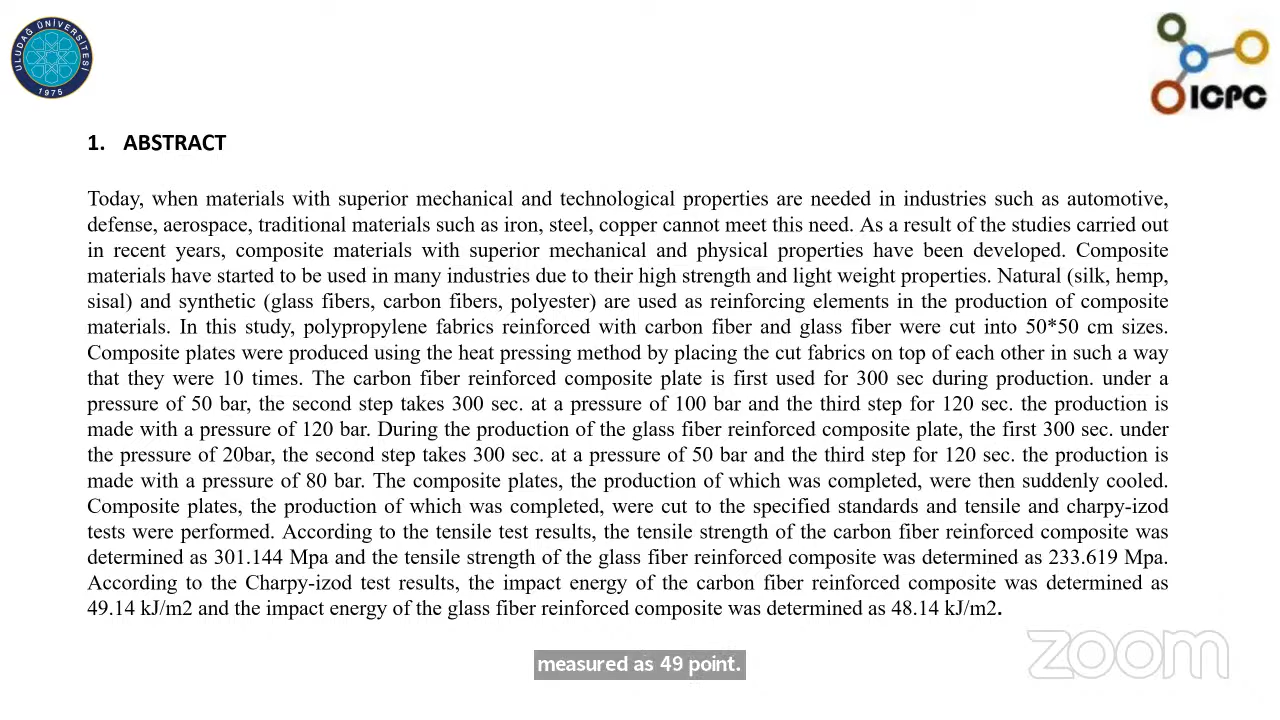 ULUDAĞ ÜNİVERSİTESİ
1975
ICPC
1. ABSTRACT
Today, when materials with superior mechanical and technological properties are needed in industries such as automotive,
defense, aerospace, traditional materials such as iron, steel, copper cannot meet this need. As a result of the studies carried out
in recent years, composite materials with superior mechanical and physical properties have been developed. Composite
materials have started to be used in many industries due to their high strength and light weight properties. Natural (silk, hemp,
sisal) and synthetic (glass fibers, carbon fibers, polyester) are used as reinforcing elements in the production of composite
materials. In this study, polypropylene fabrics reinforced with carbon fiber and glass fiber were cut into 50*50 cm sizes.
Composite plates were produced using the heat pressing method by placing the cut fabrics on top of each other in such a way
that they were 10 times. The carbon fiber reinforced composite plate is first used for 300 sec during production. under a
pressure of 50 bar, the second step takes 300 sec. at a pressure of 100 bar and the third step for 120 sec. the production is
made with a pressure of 120 bar. During the production of the glass fiber reinforced composite plate, the first 300 sec. under
the pressure of 20bar, the second step takes 300 sec. at a pressure of 50 bar and the third step for 120 sec. the production is
made with a pressure of 80 bar. The composite plates, the production of which was completed, were then suddenly cooled.
Composite plates, the production of which was completed, were cut to the specified standards and tensile and charpy-izod
tests were performed. According to the tensile test results, the tensile strength of the carbon fiber reinforced composite was
determined as 301.144 Mpa and the tensile strength of the glass fiber reinforced composite was determined as 233.619 Mpa.
According to the Charpy-izod test results, the impact energy of the carbon fiber reinforced composite was determined as
49.14 kJ/m2 and the impact energy of the glass fiber reinforced composite was determined as 48.14 kJ/m2.
zoom
measured as 49 point.